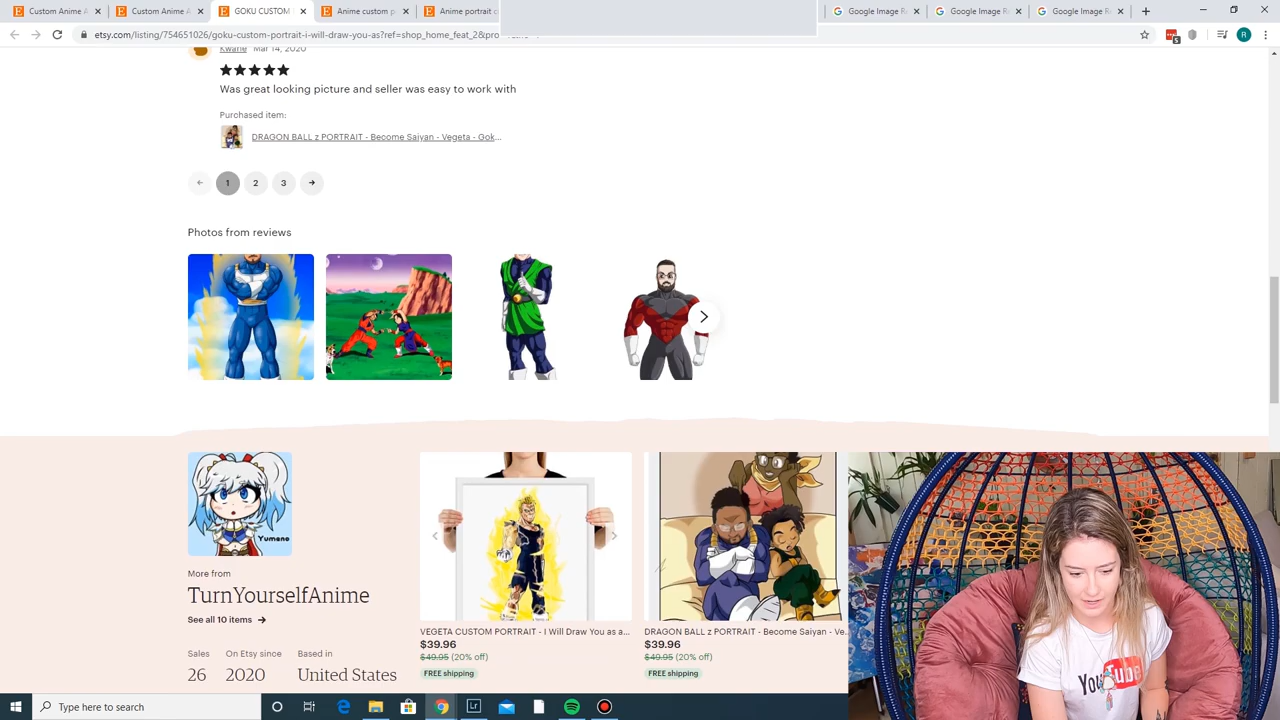 Custom Anime A
Custom Anime A
GOKU CUSTOM
Anime custom p
Anime portrait c
Google Image Re
Google Image Re
Google Image Re
etsy.com/listing/754651026/goku-custom-portrait-i-will-draw-you-as?ref=shop_home_feat_2&pro
5
R
Kwane Mar 14, 2020
Was great looking picture and seller was easy to work with
Purchased item:
DRAGON BALL z PORTRAIT - Become Saiyan - Vegeta - Gok...
1
2
3
Photos from reviews
Yumano
More from
TurnYourselfAnime
See all 10 items
Sales On Etsy since Based in
26 2020 United States
VEGETA CUSTOM PORTRAIT - I Will Draw You as a...
$39.96
$49.95 (20% off)
FREE shipping
DRAGON BALL z PORTRAIT - Become Saiyan - Ve...
$39.96
$49.95 (20% off)
FREE shipping
YouTube
Type here to search